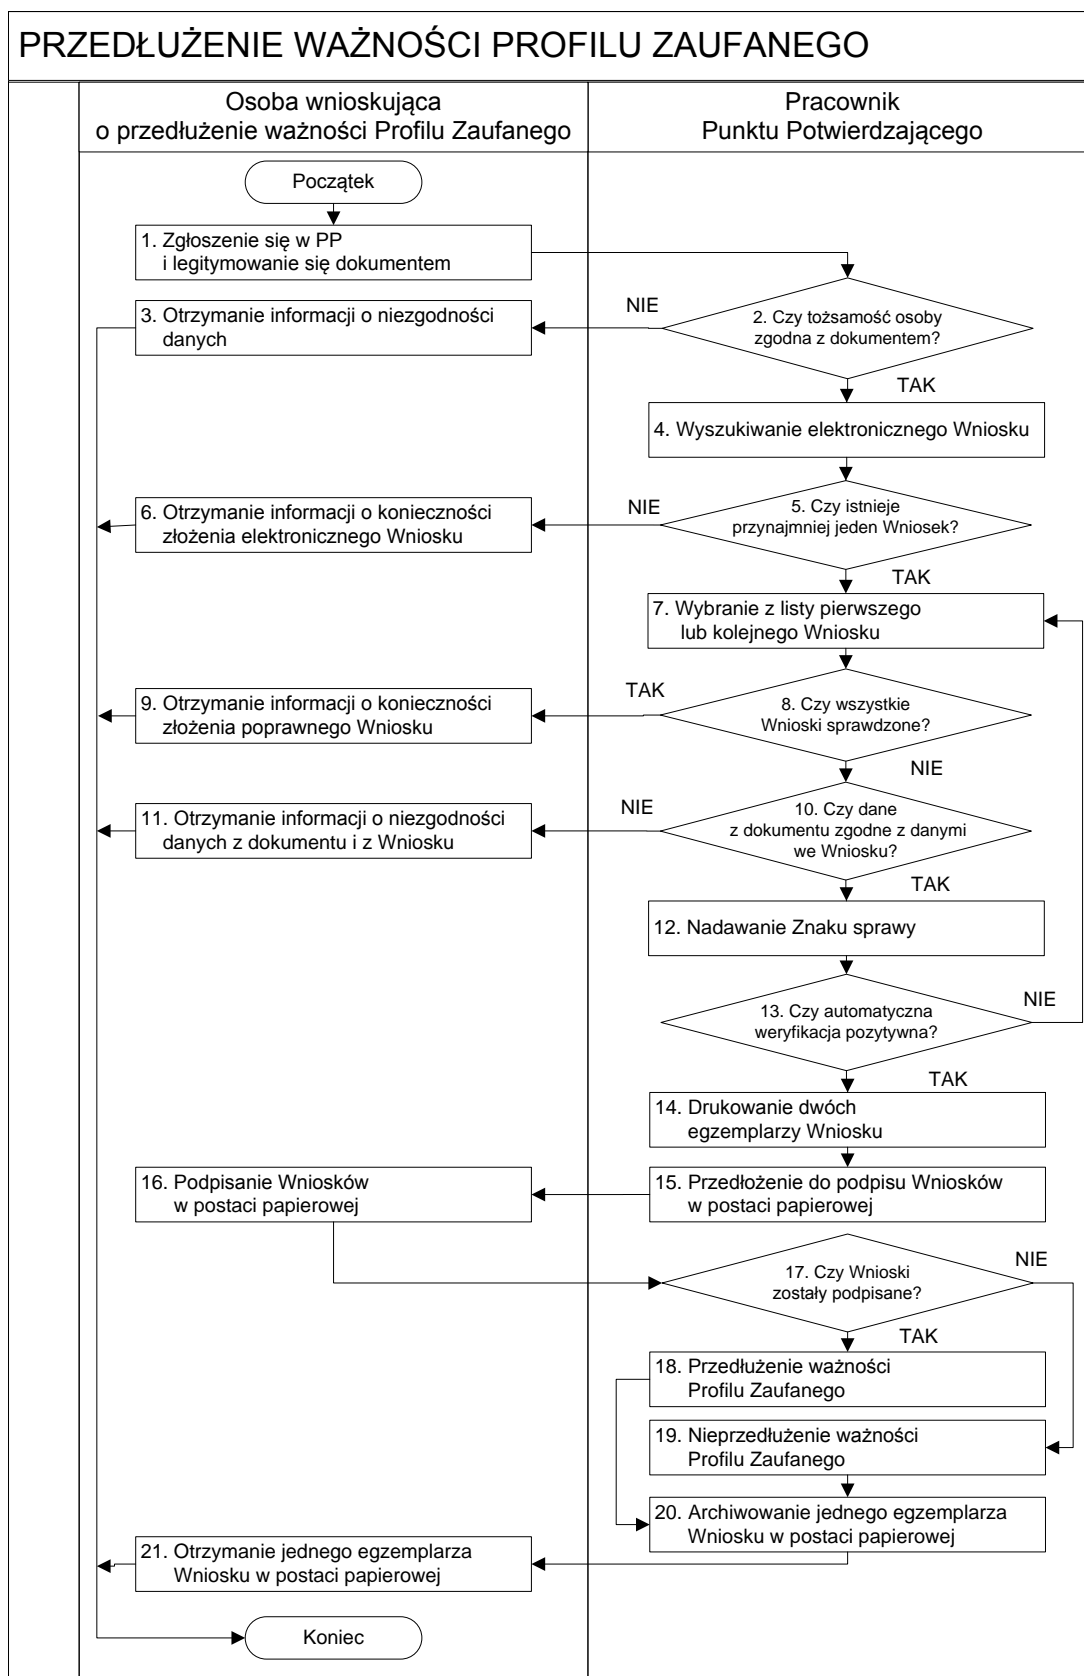 PRZEDŁUŻENIE WAŻNOŚCI PROFILU ZAUFANEGO
Osoba wnioskująca
o przedłużenie ważności Profilu Zaufanego
Pracownik
Punktu Potwierdzającego
Początek
1. Zgłoszenie się w PP
i legitymowanie się dokumentem
NIE
2. Czy tożsamość osoby
zgodna z dokumentem?
3. Otrzymanie informacji o niezgodności
danych
TAK
4. Wyszukiwanie elektronicznego Wniosku
5. Czy istnieje
przynajmniej jeden Wniosek?
NIE
6. Otrzymanie informacji o konieczności
złożenia elektronicznego Wniosku
TAK
7. Wybranie z listy pierwszego
lub kolejnego Wniosku
TAK
8. Czy wszystkie
Wnioski sprawdzone?
9. Otrzymanie informacji o konieczności
złożenia poprawnego Wniosku
NIE
10. Czy dane
z dokumentu zgodne z danymi
we Wniosku?
NIE
11. Otrzymanie informacji o niezgodności
danych z dokumentu i z Wniosku
TAK
12. Nadawanie Znaku sprawy
NIE
13. Czy automatyczna
weryfikacja pozytywna?
TAK
14. Drukowanie dwóch
egzemplarzy Wniosku
15. Przedłożenie do podpisu Wniosków
w postaci papierowej
16. Podpisanie Wniosków
w postaci papierowej
NIE
17. Czy Wnioski
zostały podpisane?
TAK
18. Przedłużenie ważności
Profilu Zaufanego
19. Nieprzedłużenie ważności
Profilu Zaufanego
20. Archiwowanie jednego egzemplarza
Wniosku w postaci papierowej
21. Otrzymanie jednego egzemplarza
Wniosku w postaci papierowej
Koniec